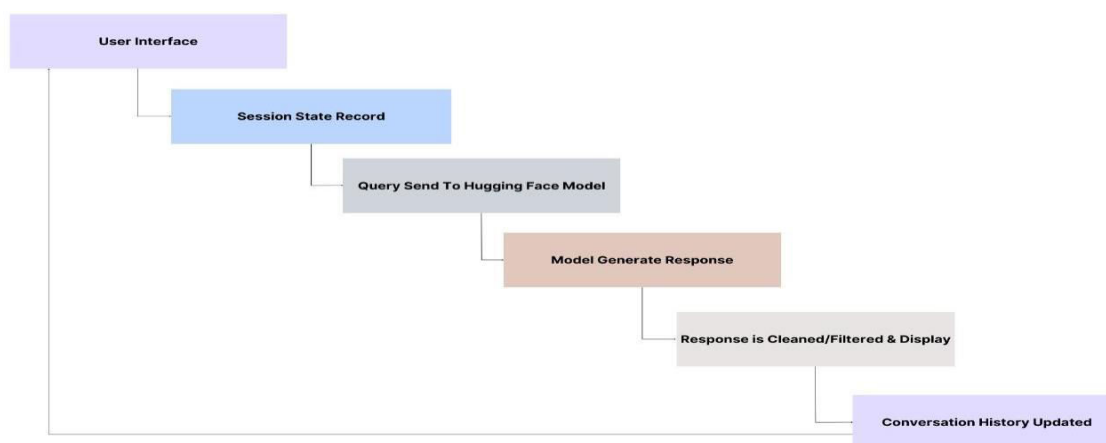 User Interface
Session State Record
Query Send To Hugging Face Model
Model Generate Response
Response is Cleaned/Filtered & Display
Conversation History Updated